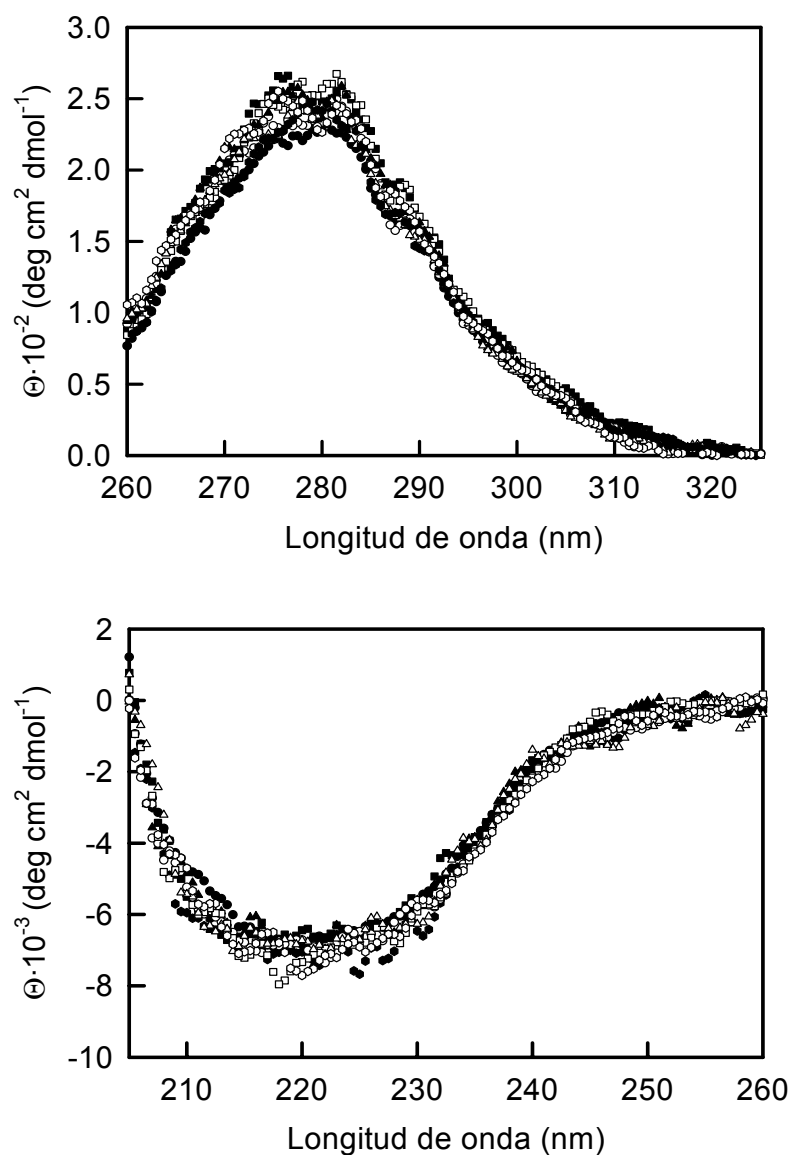 3.0
2.5
2.0
1.5
1.0
0.5
0.0
Θ·10⁻² (deg cm² dmol⁻¹)
260 270 280 290 300 310 320
Longitud de onda (nm)
2
0
-2
-4
-6
-8
-10
Θ·10⁻³ (deg cm² dmol⁻¹)
210 220 230 240 250 260
Longitud de onda (nm)